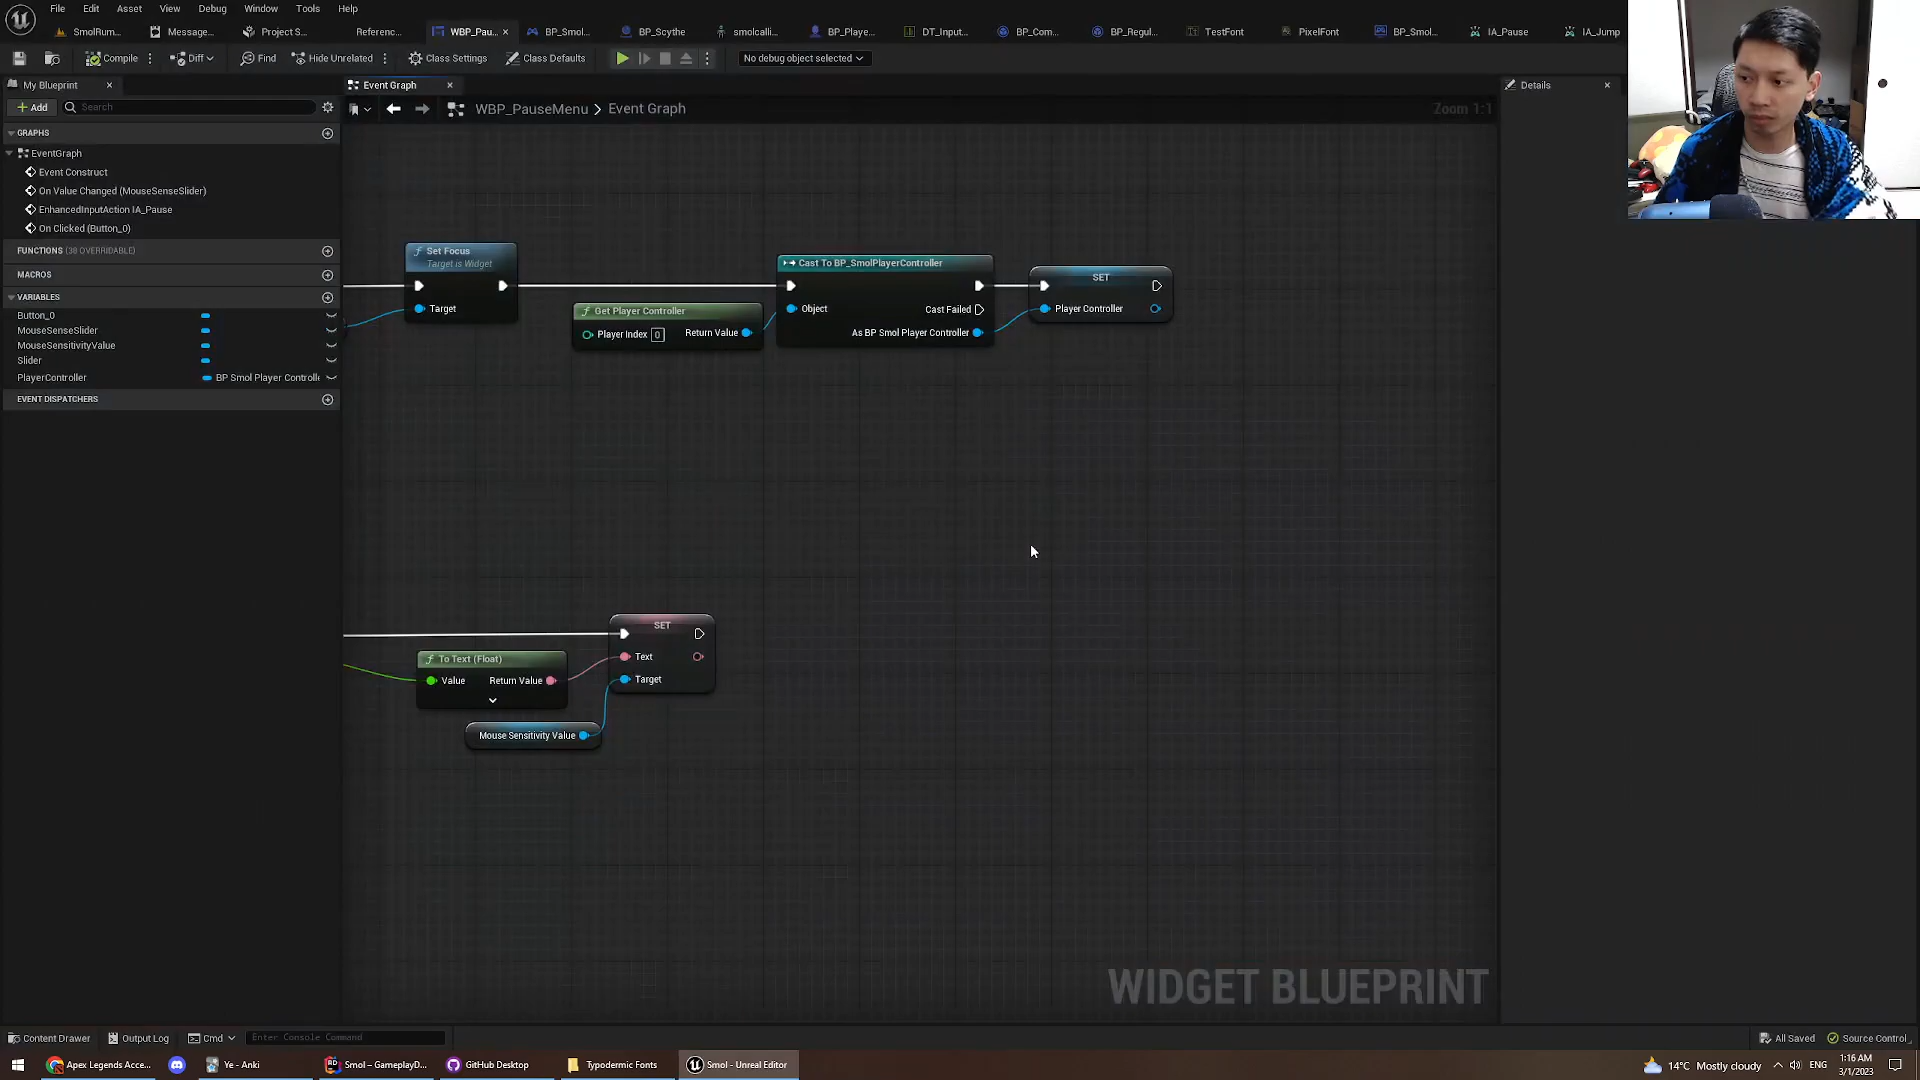 File Edit Asset View Window Debug Tools Help
SmolRum... Message... Project S... Referenc... WBP_Pau... BP_Smol... BP_Scythe smolcalli... BP_Playe... DT_Input... BP_Com... BP_Regul... TestFont PixelFont BP_Smol... IA_Pause IA_Jump
Compile Diff Find Hide Unrelated Class Settings Class Defaults No debug object selected
My Blueprint Event Graph Details
Add Search WBP_PauseMenu > Event Graph Zoom 1:1
GRAPHS
EventGraph
Event Construct
On Value Changed (MouseSenseSlider)
EnhancedInputAction IA_Pause
On Clicked (Button_0)
FUNCTIONS (38 OVERRIDABLE)
MACROS
VARIABLES
Button_0
MouseSenseSlider
MouseSensitivityValue
Slider
PlayerController BP Smol Player Controlle
EVENT DISPATCHERS
Set Focus
Target is Widget
Target
Get Player Controller
Player Index 0 Return Value
Cast To BP_SmolPlayerController
Object Cast Failed
As BP Smol Player Controller
SET
Player Controller
To Text (Float)
Value Return Value
SET
Text
Target
Mouse Sensitivity Value
WIDGET BLUEPRINT
Content Drawer Output Log Cmd Enter Console Command All Saved Source Control
Apex Legends Acce... Ye - Anki Smol – GameplayD... GitHub Desktop Typodermic Fonts Smol - Unreal Editor 14°C Mostly cloudy ENG 1:16 AM
3/1/2023